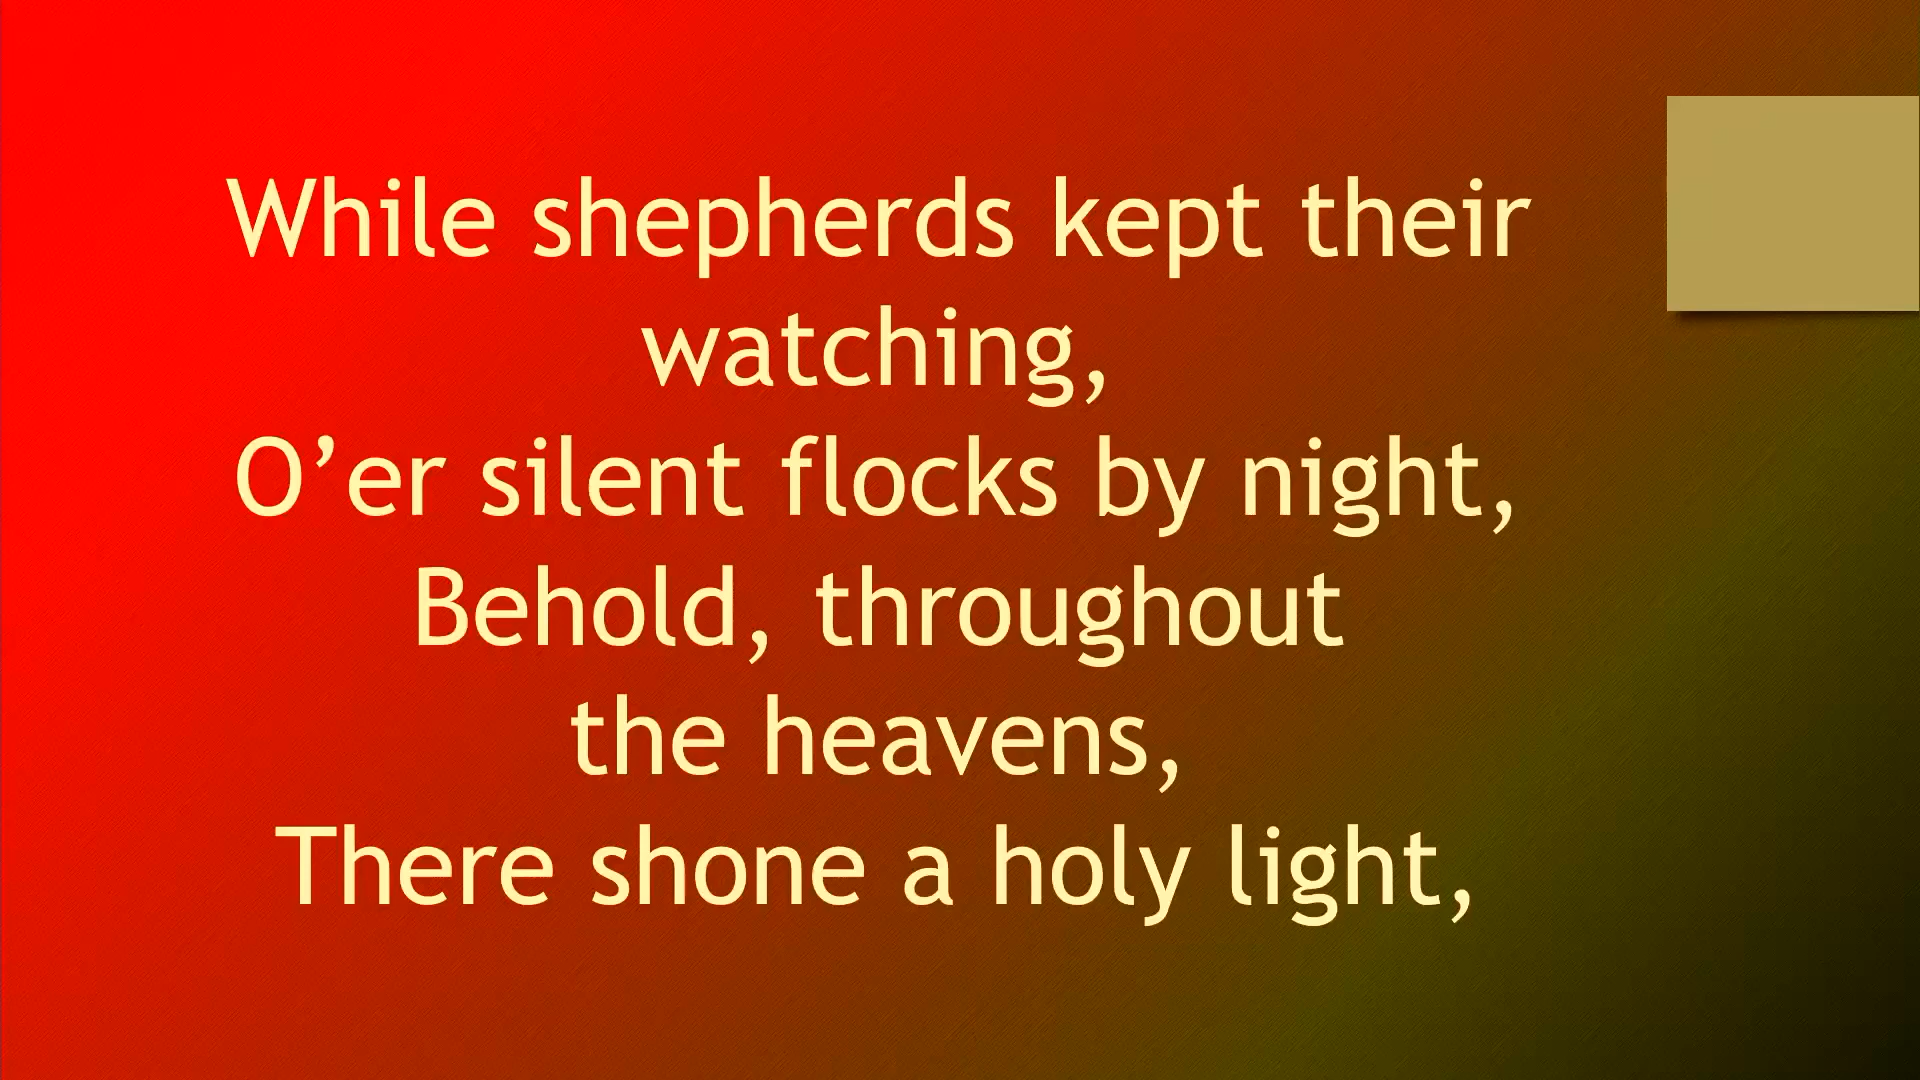 While shepherds kept their
watching,
O’er silent flocks by night,
Behold, throughout
the heavens,
There shone a holy light,